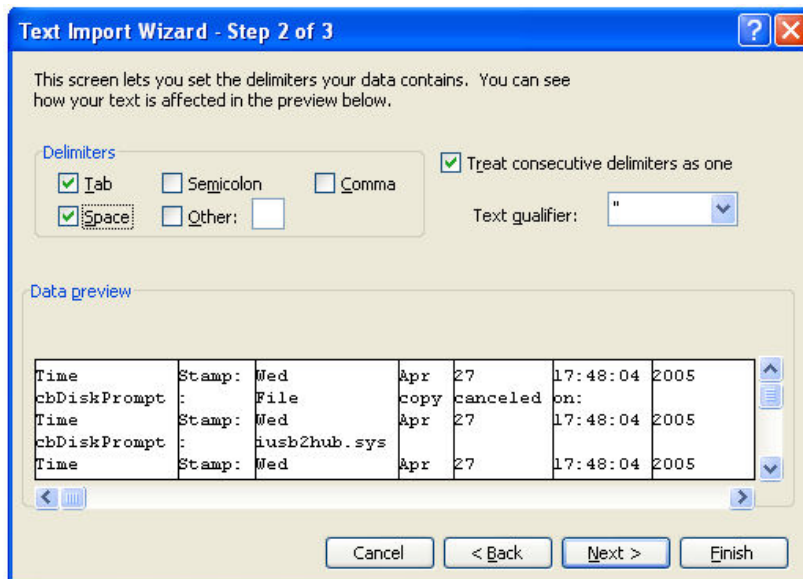 Text Import Wizard - Step 2 of 3
This screen lets you set the delimiters your data contains. You can see
how your text is affected in the preview below.
Delimiters
Tab Semicolon Comma
Space Other:
Treat consecutive delimiters as one
Text qualifier: "
Data preview
Time Stamp: Wed Apr 27 17:48:04 2005
cbDiskPrompt : File copy canceled on:
Time Stamp: Wed Apr 27 17:48:04 2005
cbDiskPrompt : iusb2hub.sys
Time Stamp: Wed Apr 27 17:48:04 2005
Cancel < Back Next > Finish